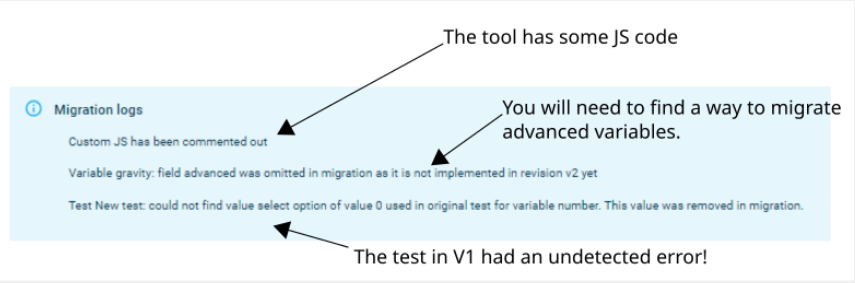 The tool has some JS code
Migration logs
You will need to find a way to migrate
advanced variables.
Custom JS has been commented out
Variable gravity: field advanced was omitted in migration as it is not implemented in revision v2 yet
Test New test: could not find value select option of value 0 used in original test for variable number. This value was removed in migration.
The test in V1 had an undetected error!